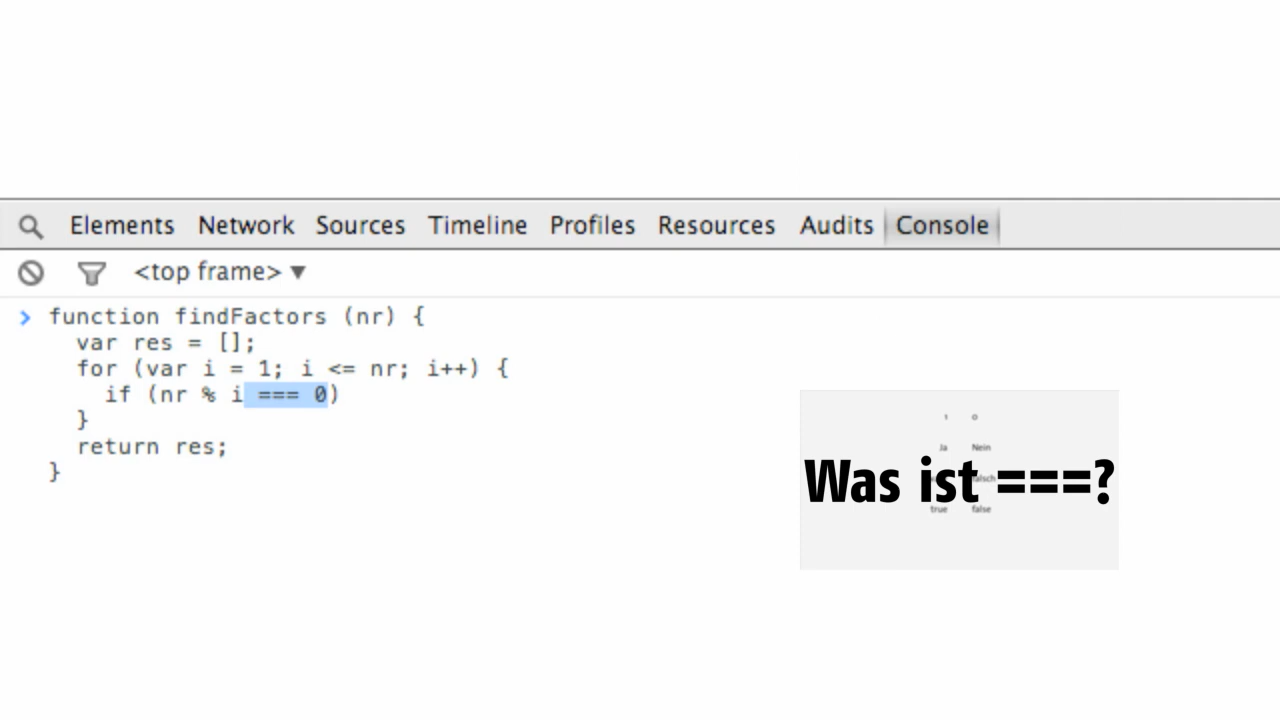 Elements Network Sources Timeline Profiles Resources Audits Console
<top frame> ▼
> function findFactors (nr) {
var res = [];
for (var i = 1; i <= nr; i++) {
if (nr % i === 0)
}
return res;
}
1 0
Ja Nein
Was ist ===?
falsch
true false